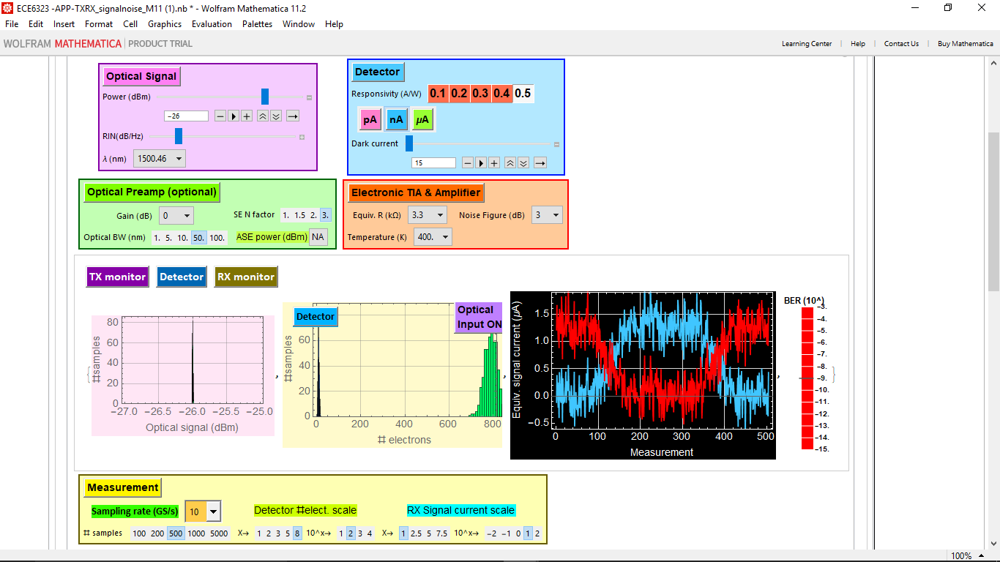 ECE6323 -APP-TXRX_signalnoise_M11 (1).nb * - Wolfram Mathematica 11.2
File Edit Insert Format Cell Graphics Evaluation Palettes Window Help
WOLFRAM MATHEMATICA | PRODUCT TRIAL
Learning Center | Help | Contact Us | Buy Mathematica
Optical Signal
Power (dBm)
-26
RIN(dB/Hz)
λ (nm) 1500.46
Detector
Responsivity (A/W) 0.1 0.2 0.3 0.4 0.5
pA nA μA
Dark current
15
Optical Preamp (optional)
Gain (dB) 0 SE N factor 1. 1.5 2. 3.
Optical BW (nm) 1. 5. 10. 50. 100. ASE power (dBm) NA
Electronic TIA & Amplifier
Equiv. R (kΩ) 3.3 Noise Figure (dB) 3
Temperature (K) 400.
TX monitor Detector RX monitor
80
60
40
20
0
#samples
-27.0 -26.5 -26.0 -25.5 -25.0
Optical signal (dBm)
Detector
Optical
Input ON
60
40
20
0
#samples
0 200 400 600 800
# electrons
Equiv. signal current (μA)
1.5
1.0
0.5
0.0
-0.5
0 100 200 300 400 500
Measurement
BER (10^)
-3.
-4.
-5.
-6.
-7.
-8.
-9.
-10.
-11.
-12.
-13.
-14.
-15.
Measurement
Sampling rate (GS/s) 10 Detector #elect. scale RX Signal current scale
# samples 100 200 500 1000 5000 X→ 1 2 3 5 8 10^x→ 1 2 3 4 X→ 1 2.5 5 7.5 10^x→ -2 -1 0 1 2
100%